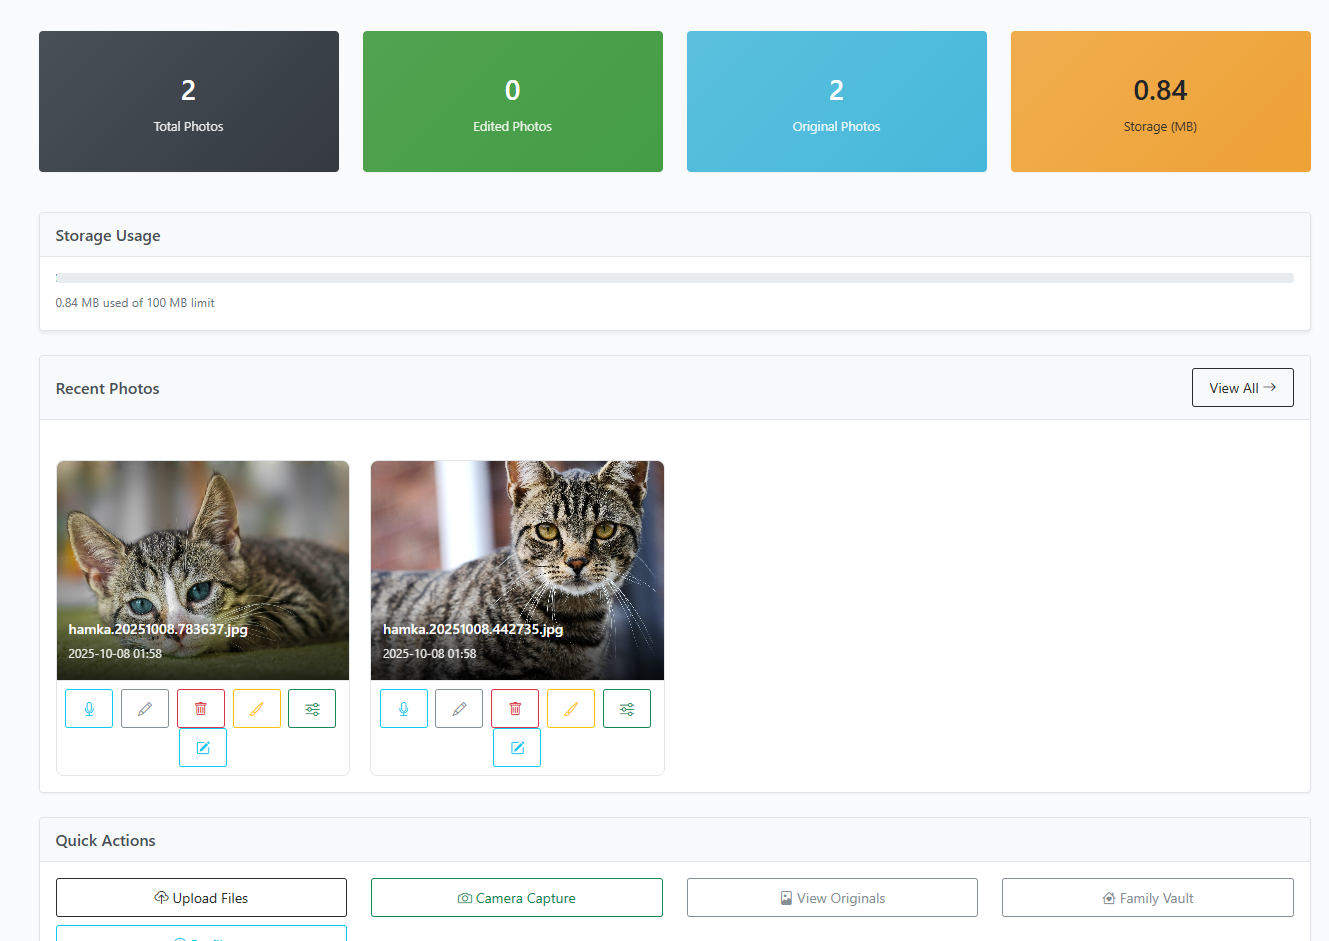 2
Total Photos
0
Edited Photos
2
Original Photos
0.84
Storage (MB)
Storage Usage
0.84 MB used of 100 MB limit
Recent Photos
View All →
hamka.20251008.783637.jpg
2025-10-08 01:58
hamka.20251008.442735.jpg
2025-10-08 01:58
Quick Actions
Upload Files
Camera Capture
View Originals
Family Vault